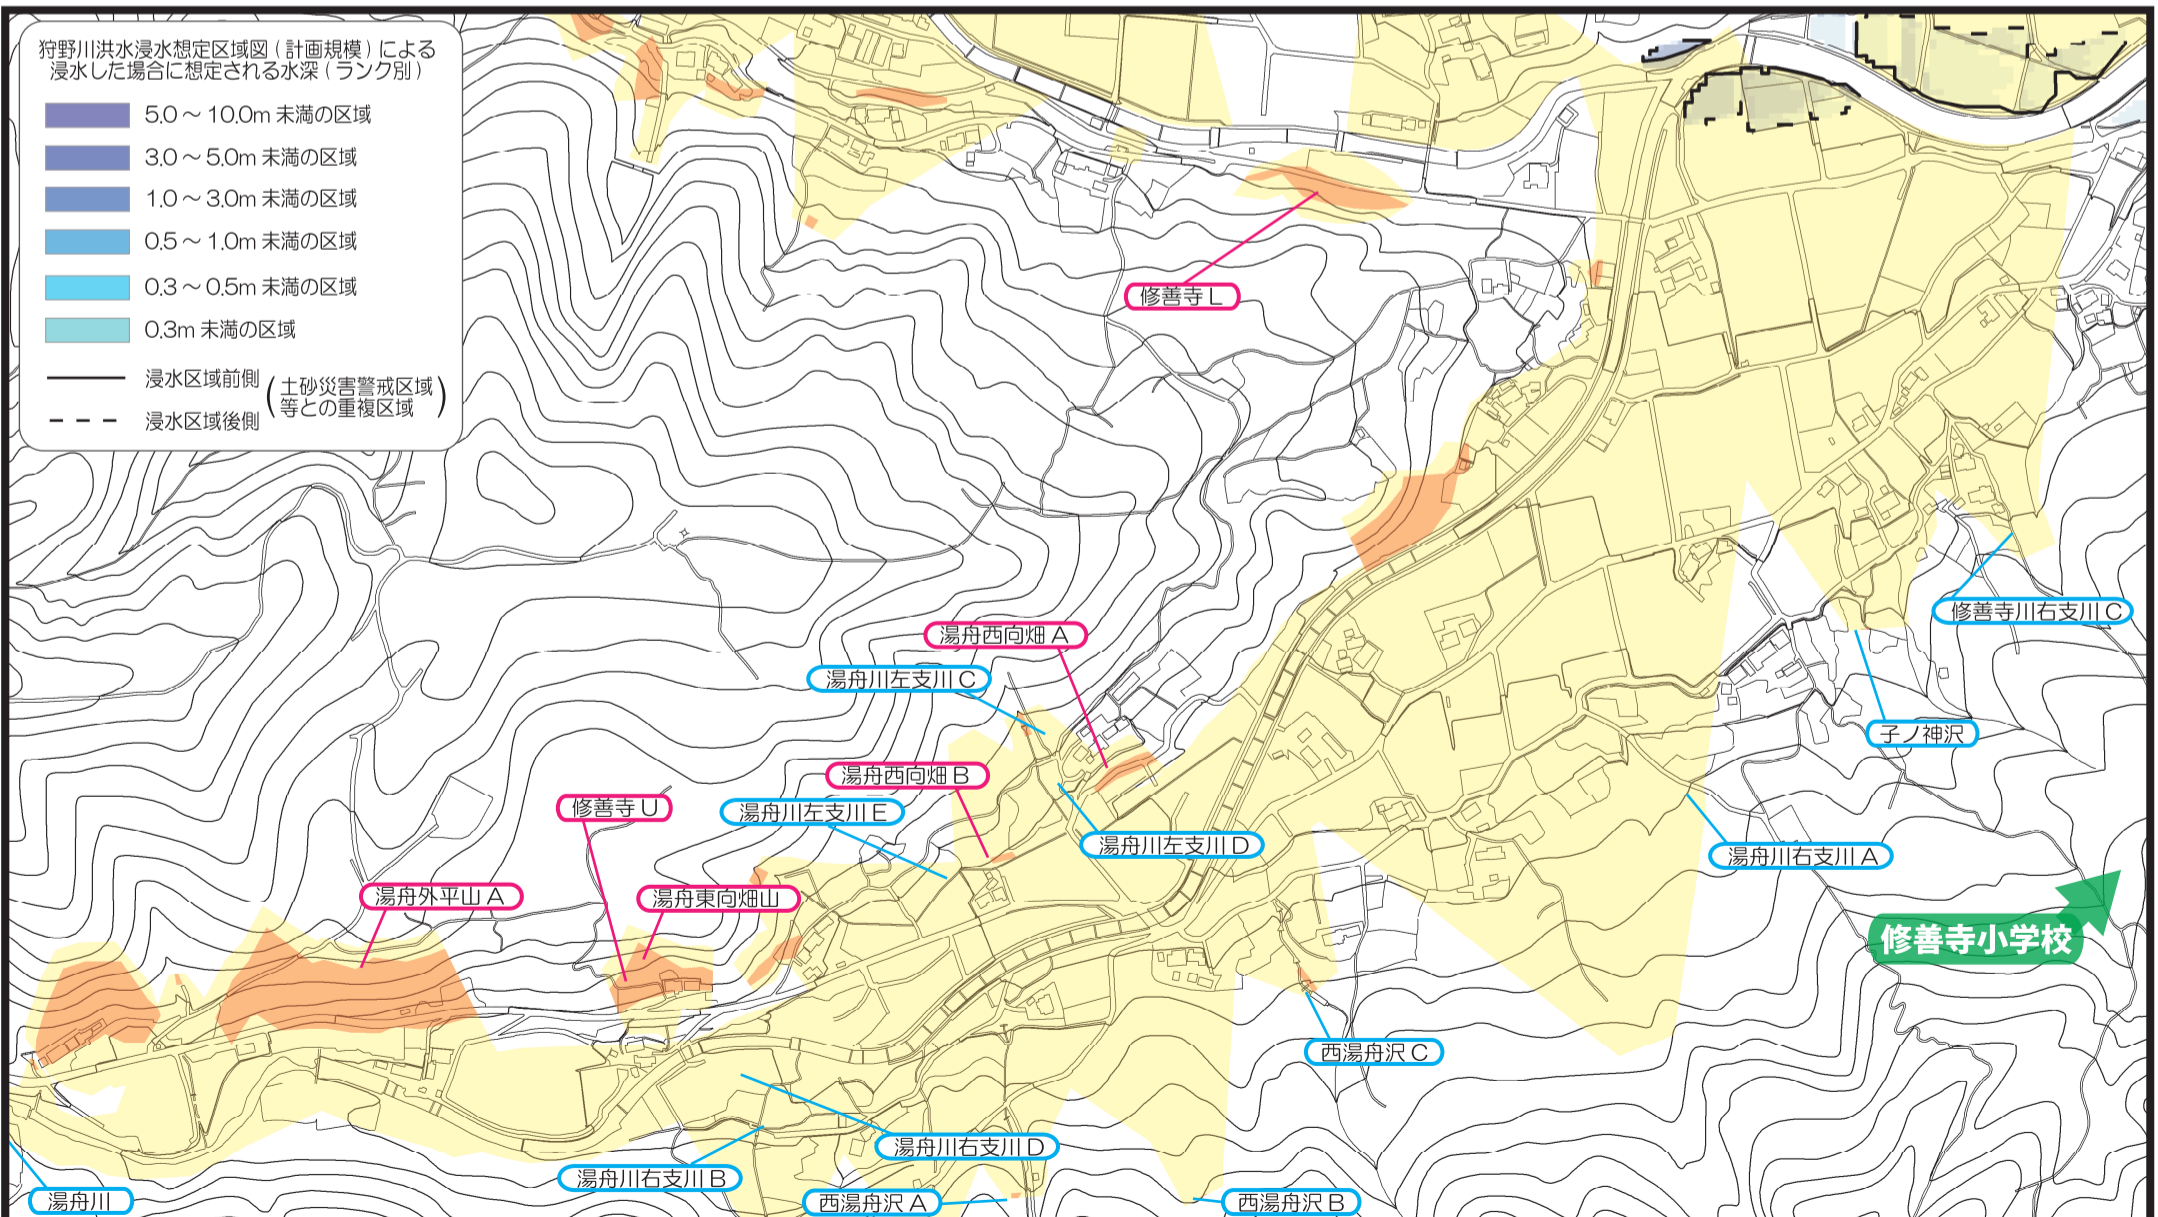 狩野川洪水浸水想定区域図(計画規模)による
浸水した場合に想定される水深(ランク別)
5.0～10.0m 未満の区域
3.0～5.0m 未満の区域
1.0～3.0m 未満の区域
0.5～1.0m 未満の区域
0.3～0.5m 未満の区域
0.3m 未満の区域
浸水区域前側
浸水区域後側
(土砂災害警戒区域
等との重複区域)
修善寺L
修善寺川右支川C
湯舟西向畑A
湯舟川左支川C
子ノ神沢
湯舟西向畑B
修善寺U
湯舟川左支川E
湯舟川左支川D
湯舟川右支川A
湯舟外平山A
湯舟東向畑山
修善寺小学校
西湯舟沢C
湯舟川右支川D
湯舟川右支川B
湯舟川
西湯舟沢A
西湯舟沢B